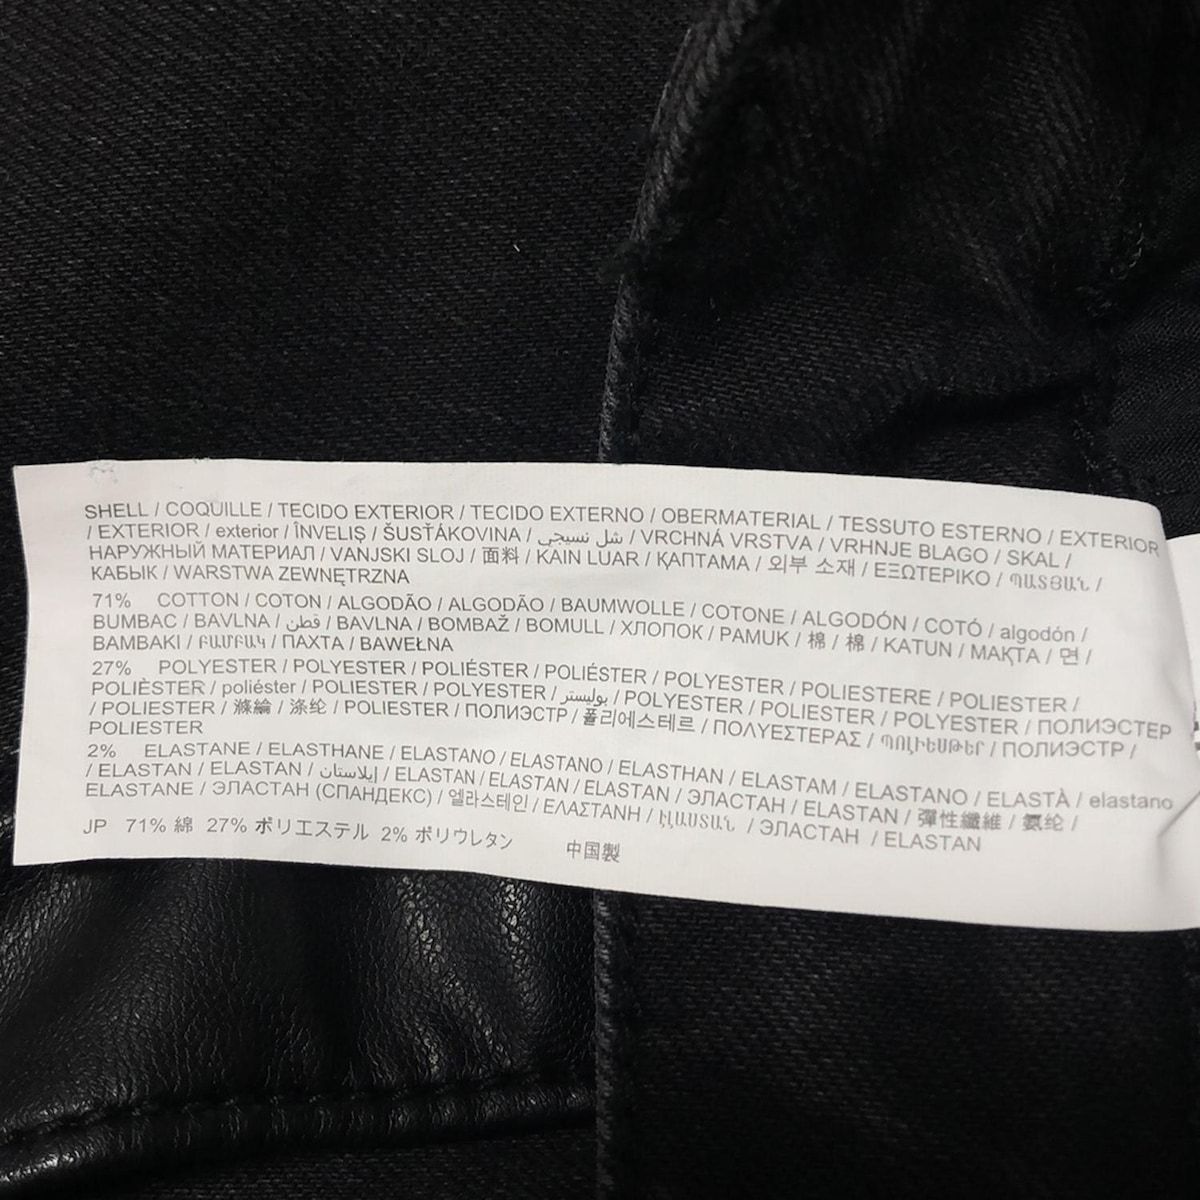 SHELL / COQUILLE / TECIDO EXTERIOR / TECIDO EXTERNO / OBERMATERIAL / TESSUTO ESTERNO / EXTERIOR
/ EXTERIOR / exterior / ÎNVELIȘ / ŠUSŤÁKOVINA / شل نسيجي / VRCHNÁ VRSTVA / VRHNJE BLAGO / SKAL /
НАРУЖНЫЙ МАТЕРИАЛ / VANJSKI SLOJ / 面料 / KAIN LUAR / ҚАПТАМА / 외부 소재 / ΕΞΩΤΕΡΙΚΟ / ՊԱՏՅԱՆ /
КАБЫК / WARSTWA ZEWNĘTRZNA
71% COTTON / COTON / ALGODÃO / ALGODÃO / BAUMWOLLE / COTONE / ALGODÓN / COTÓ / algodón /
BUMBAC / BAVLNA / قطن / BAVLNA / BOMBAŽ / BOMULL / ХЛОПОК / PAMUK / 棉 / 棉 / KATUN / МАҚТА / 면 /
BAMBAKI / ԲԱՄԲԱԿ / ПАХТА / BAWEŁNA
27% POLYESTER / POLYESTER / POLIÉSTER / POLIÉSTER / POLYESTER / POLIESTERE / POLIESTER /
POLIÈSTER / poliéster / POLIESTER / POLYESTER / بوليستر / POLYESTER / POLIESTER / POLYESTER / ПОЛИЭСТЕР
/ POLIESTER / 滌綸 / 涤纶 / POLIESTER / ПОЛИЭСТР / 폴리에스테르 / ΠΟΛΥΕΣΤΕΡΑΣ / ՊՈԼԻԵՍԹԵՐ / ПОЛИЭСТР /
POLIESTER
2% ELASTANE / ELASTHANE / ELASTANO / ELASTANO / ELASTHAN / ELASTAM / ELASTANO / ELASTÀ / elastano
/ ELASTAN / ELASTAN / إيلاستان / ELASTAN / ELASTAN / ELASTAN / ЭЛАСТАН / ELASTAN / 彈性纖維 / 氨纶 /
ELASTANE / ЭЛАСТАН (СПАНДЕКС) / 엘라스테인 / ΕΛΑΣΤΑΝΗ / ԻԼԱՍՏԱՆ / ЭЛАСТАН / ELASTAN
JP 71% 綿 27% ポリエステル 2% ポリウレタン 中国製